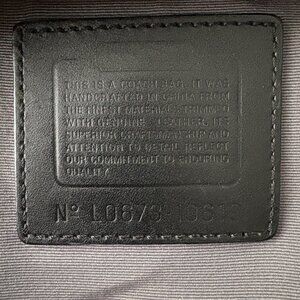 THIS IS A COACH BAG. IT WAS
HANDCRAFTED IN CHINA FROM
THE FINEST MATERIALS TRIMMED
WITH GENUINE LEATHER. ITS
SUPERIOR CRAFTSMANSHIP AND
ATTENTION TO DETAIL REFLECT
OUR COMMITMENT TO ENDURING
QUALITY.
Nº